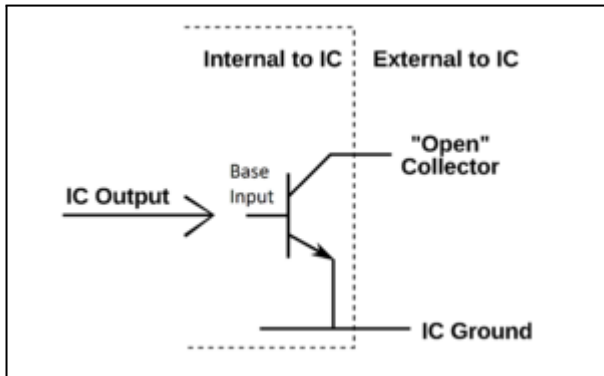 Internal to IC
External to IC
"Open"
Collector
Base
Input
IC Output
IC Ground